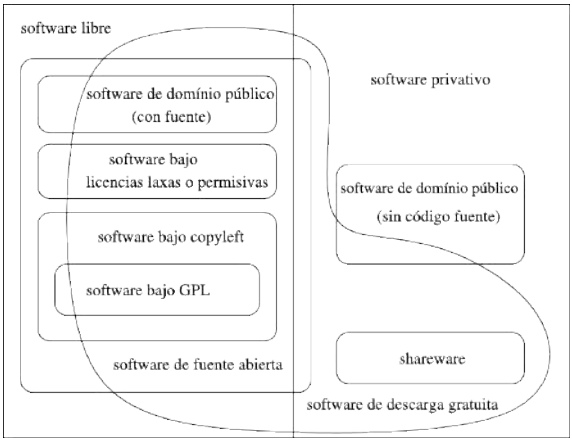 software libre
software de domínio público
(con fuente)
software bajo
licencias laxas o permisivas
software bajo copyleft
software bajo GPL
software de fuente abierta
software privativo
software de domínio público
(sin código fuente)
shareware
software de descarga gratuita